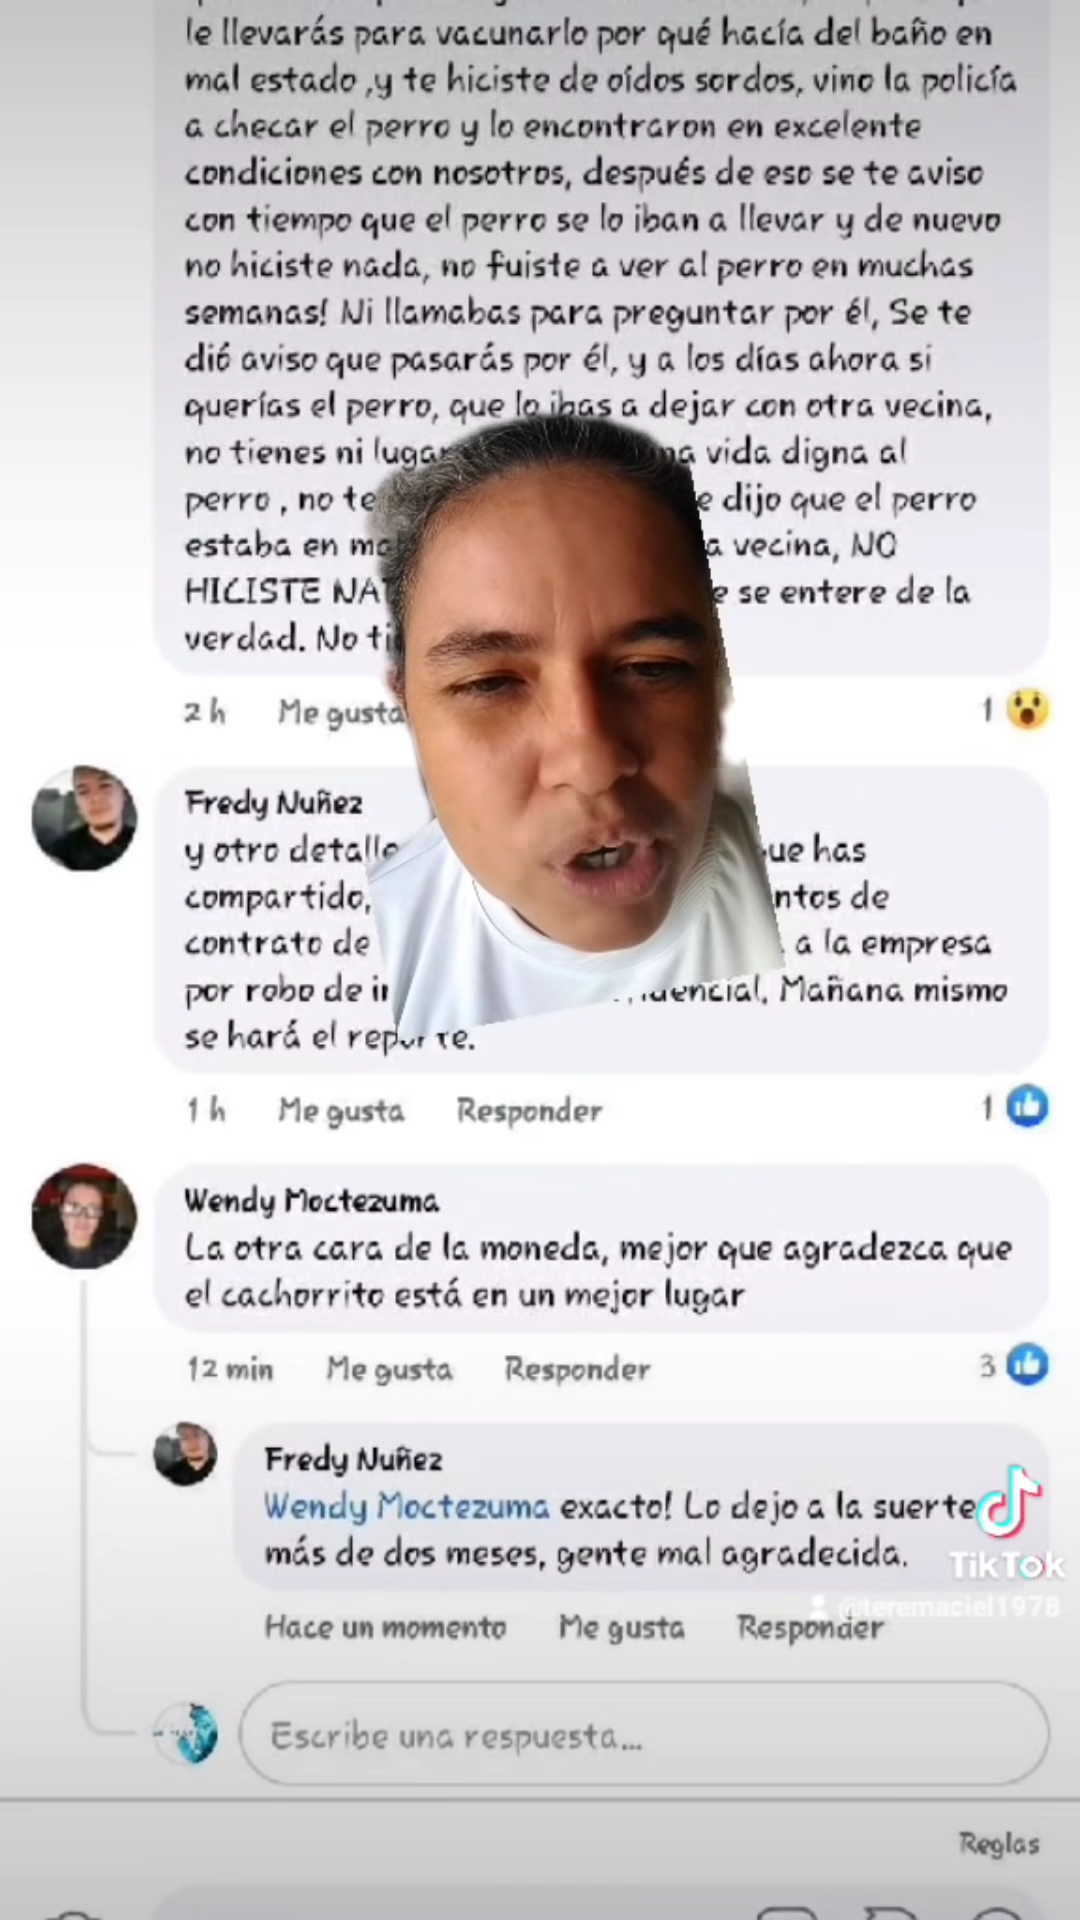 le llevarás para vacunarlo por qué hacía del baño en
mal estado ,y te hiciste de oídos sordos, vino la policía
a checar el perro y lo encontraron en excelente
condiciones con nosotros, después de eso se te aviso
con tiempo que el perro se lo iban a llevar y de nuevo
no hiciste nada, no fuiste a ver al perro en muchas
semanas! Ni llamabas para preguntar por él, Se te
dió aviso que pasarás por él, y a los días ahora si
querías el perro, que lo ibas a dejar con otra vecina,
no tienes ni lugar vida digna al
perro , no dijo que el perro
estaba en vecina, NO
HICISTE se entere de la
verdad. No
2 h Me gusta 1
Fredy Nuñez
y otro detalle has
compartido,
contrato de a la empresa
por robo de Mañana mismo
se hará el reporte.
1 h Me gusta Responder 1
Wendy Moctezuma
La otra cara de la moneda, mejor que agradezca que
el cachorrito está en un mejor lugar
12 min Me gusta Responder 3
Fredy Nuñez
Wendy Moctezuma exacto! Lo dejo a la suerte
más de dos meses, gente mal agradecida.
TikTok
@teremaciel1978
Hace un momento Me gusta Responder
Escribe una respuesta...
Reglas